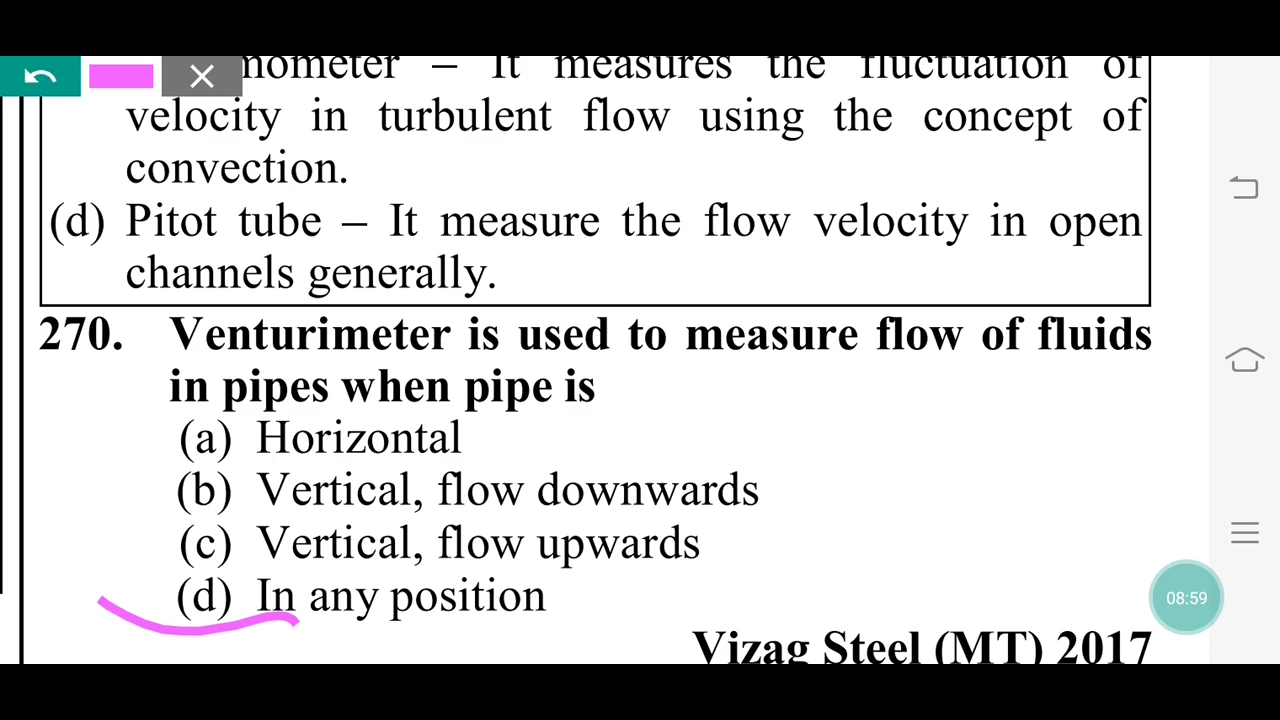 mometer – It measures the fluctuation of
velocity in turbulent flow using the concept of
convection.
(d) Pitot tube – It measure the flow velocity in open
channels generally.
270. Venturimeter is used to measure flow of fluids
in pipes when pipe is
(a) Horizontal
(b) Vertical, flow downwards
(c) Vertical, flow upwards
(d) In any position
08:59
Vizag Steel (MT) 2017